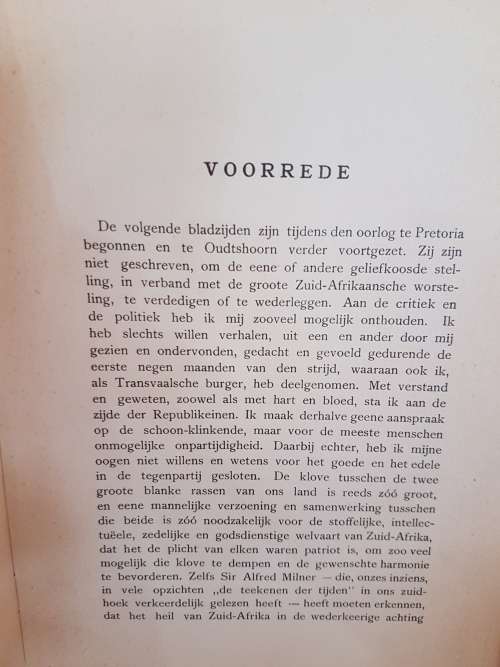 VOORREDE
De volgende bladzijden zijn tijdens den oorlog te Pretoria
begonnen en te Oudtshoorn verder voortgezet. Zij zijn
niet geschreven, om de eene of andere geliefkoosde stel-
ling, in verband met de groote Zuid-Afrikaansche worste-
ling, te verdedigen of te wederleggen. Aan de critiek en
de politiek heb ik mij zooveel mogelijk onthouden. Ik
heb slechts willen verhalen, uit een en ander door mij
gezien en ondervonden, gedacht en gevoeld gedurende de
eerste negen maanden van den strijd, waaraan ook ik,
als Transvaalsche burger, heb deelgenomen. Met verstand
en geweten, zoowel als met hart en bloed, sta ik aan de
zijde der Republikeinen. Ik maak derhalve geene aanspraak
op de schoon-klinkende, maar voor de meeste menschen
onmogelijke onpartijdigheid. Daarbij echter, heb ik mijne
oogen niet willens en wetens voor het goede en het edele
in de tegenpartij gesloten. De klove tusschen de twee
groote blanke rassen van ons land is reeds zóó groot,
en eene mannelijke verzoening en samenwerking tusschen
die beide is zóó noodzakelijk voor de stoffelijke, intellec-
tuëele, zedelijke en godsdienstige welvaart van Zuid-Afrika,
dat het de plicht van elken waren patriot is, om zoo veel
mogelijk die klove te dempen en de gewenschte harmonie
te bevorderen. Zelfs Sir Alfred Milner — die, onzes inziens,
in vele opzichten „de teekenen der tijden" in ons zuid-
hoek verkeerdelijk gelezen heeft — heeft moeten erkennen,
dat het heil van Zuid-Afrika in de wederkeerige achting